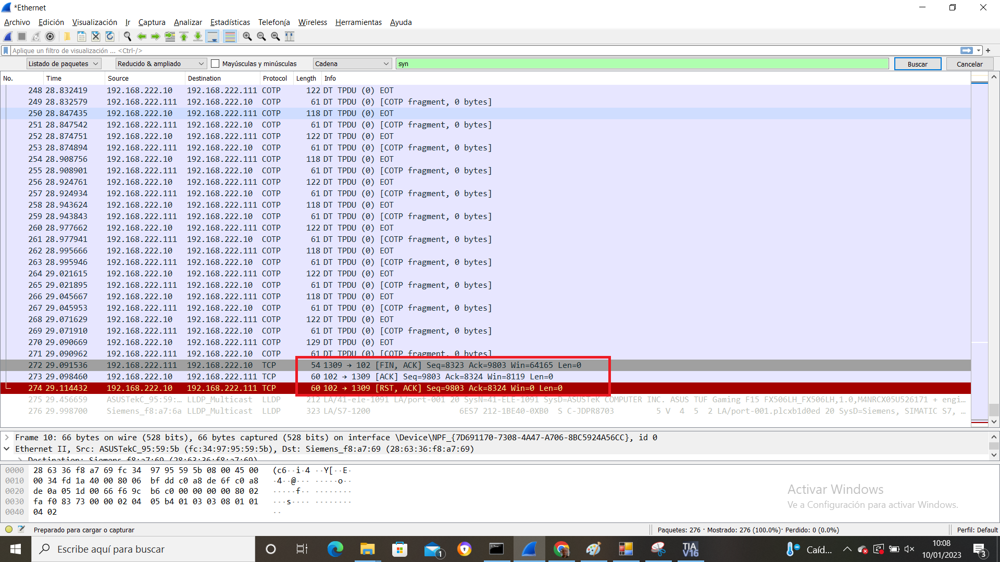 *Ethernet
Archivo Edición Visualización Ir Captura Analizar Estadísticas Telefonía Wireless Herramientas Ayuda
Aplique un filtro de visualización ... <Ctrl-/>
Listado de paquetes Reducido & ampliado Mayúsculas y minúsculas Cadena syn Buscar Cancelar
No. Time Source Destination Protocol Length Info
248 28.832419 192.168.222.10 192.168.222.111 COTP 122 DT TPDU (0) EOT
249 28.832579 192.168.222.111 192.168.222.10 COTP 61 DT TPDU (0) [COTP fragment, 0 bytes]
250 28.847435 192.168.222.10 192.168.222.111 COTP 118 DT TPDU (0) EOT
251 28.847542 192.168.222.111 192.168.222.10 COTP 61 DT TPDU (0) [COTP fragment, 0 bytes]
252 28.874751 192.168.222.10 192.168.222.111 COTP 122 DT TPDU (0) EOT
253 28.874894 192.168.222.111 192.168.222.10 COTP 61 DT TPDU (0) [COTP fragment, 0 bytes]
254 28.908756 192.168.222.10 192.168.222.111 COTP 118 DT TPDU (0) EOT
255 28.908901 192.168.222.111 192.168.222.10 COTP 61 DT TPDU (0) [COTP fragment, 0 bytes]
256 28.924761 192.168.222.10 192.168.222.111 COTP 122 DT TPDU (0) EOT
257 28.924934 192.168.222.111 192.168.222.10 COTP 61 DT TPDU (0) [COTP fragment, 0 bytes]
258 28.943624 192.168.222.10 192.168.222.111 COTP 118 DT TPDU (0) EOT
259 28.943843 192.168.222.111 192.168.222.10 COTP 61 DT TPDU (0) [COTP fragment, 0 bytes]
260 28.977662 192.168.222.10 192.168.222.111 COTP 122 DT TPDU (0) EOT
261 28.977941 192.168.222.111 192.168.222.10 COTP 61 DT TPDU (0) [COTP fragment, 0 bytes]
262 28.995666 192.168.222.10 192.168.222.111 COTP 118 DT TPDU (0) EOT
263 28.995946 192.168.222.111 192.168.222.10 COTP 61 DT TPDU (0) [COTP fragment, 0 bytes]
264 29.021615 192.168.222.10 192.168.222.111 COTP 122 DT TPDU (0) EOT
265 29.021895 192.168.222.111 192.168.222.10 COTP 61 DT TPDU (0) [COTP fragment, 0 bytes]
266 29.045667 192.168.222.10 192.168.222.111 COTP 118 DT TPDU (0) EOT
267 29.045953 192.168.222.111 192.168.222.10 COTP 61 DT TPDU (0) [COTP fragment, 0 bytes]
268 29.071629 192.168.222.10 192.168.222.111 COTP 122 DT TPDU (0) EOT
269 29.071910 192.168.222.111 192.168.222.10 COTP 61 DT TPDU (0) [COTP fragment, 0 bytes]
270 29.090669 192.168.222.10 192.168.222.111 COTP 129 DT TPDU (0) EOT
271 29.090962 192.168.222.111 192.168.222.10 COTP 61 DT TPDU (0) [COTP fragment, 0 bytes]
272 29.091536 192.168.222.111 192.168.222.10 TCP 54 1309 → 102 [FIN, ACK] Seq=8323 Ack=9803 Win=64165 Len=0
273 29.098460 192.168.222.10 192.168.222.111 TCP 60 102 → 1309 [ACK] Seq=9803 Ack=8324 Win=8119 Len=0
274 29.114432 192.168.222.10 192.168.222.111 TCP 60 102 → 1309 [RST, ACK] Seq=9803 Ack=8324 Win=0 Len=0
275 29.456659 ASUSTekC_95:59:… LLDP_Multicast LLDP 212 LA/41-ele-1091 LA/port-001 20 SysN=41-ELE-1091 SysD=ASUSTeK COMPUTER INC. ASUS TUF Gaming F15 FX506LH_FX506LH,1.0,M4NRCX05U526171 + engi…
276 29.998700 Siemens_f8:a7:6a LLDP_Multicast LLDP 323 LA/S7-1200 6ES7 212-1BE40-0XB0 S C-JDPR8703 5 V 4 5 2 LA/port-001.plcxb1d0ed 20 SysD=Siemens, SIMATIC S7, …
Frame 10: 66 bytes on wire (528 bits), 66 bytes captured (528 bits) on interface \Device\NPF_{7D691170-7308-4A47-A706-8BC5924A56CC}, id 0
Ethernet II, Src: ASUSTekC_95:59:5b (fc:34:97:95:59:5b), Dst: Siemens_f8:a7:69 (28:63:36:f8:a7:69)
Destination: Siemens_f8:a7:69 (28:63:36:f8:a7:69)
0000 28 63 36 f8 a7 69 fc 34 97 95 59 5b 08 00 45 00 (c6··i·4 ··Y[··E·
0010 00 34 fd 1a 40 00 80 06 bf dd c0 a8 de 6f c0 a8 ·4··@··· ·····o··
0020 de 0a 05 1d 00 66 f6 9c b6 c0 00 00 00 00 80 02 ·····f·· ········
0030 fa f0 83 73 00 00 02 04 05 b4 01 03 03 08 01 01 ···s···· ········
0040 04 02 ··
Activar Windows
Ve a Configuración para activar Windows.
Preparado para cargar o capturar Paquetes: 276 · Mostrado: 276 (100.0%)· Perdido: 0 (0.0%) Perfil: Default
Escribe aquí para buscar 1 TIA V16 Caíd... 10:08 3
10/01/2023